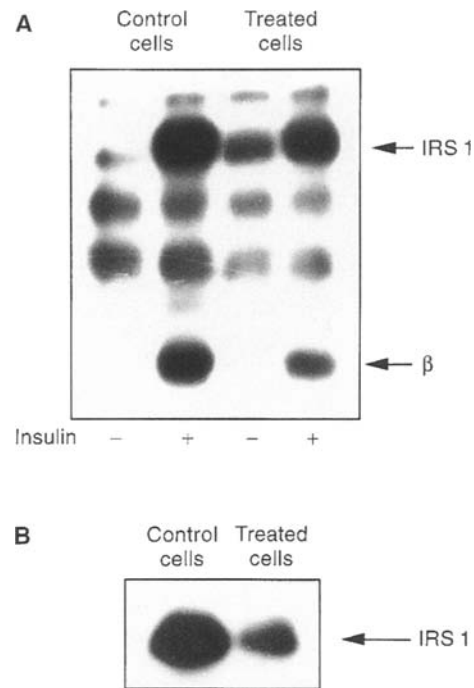 A
Control Treated
cells cells
IRS 1
β
Insulin − + − +
B
Control Treated
cells cells
IRS 1